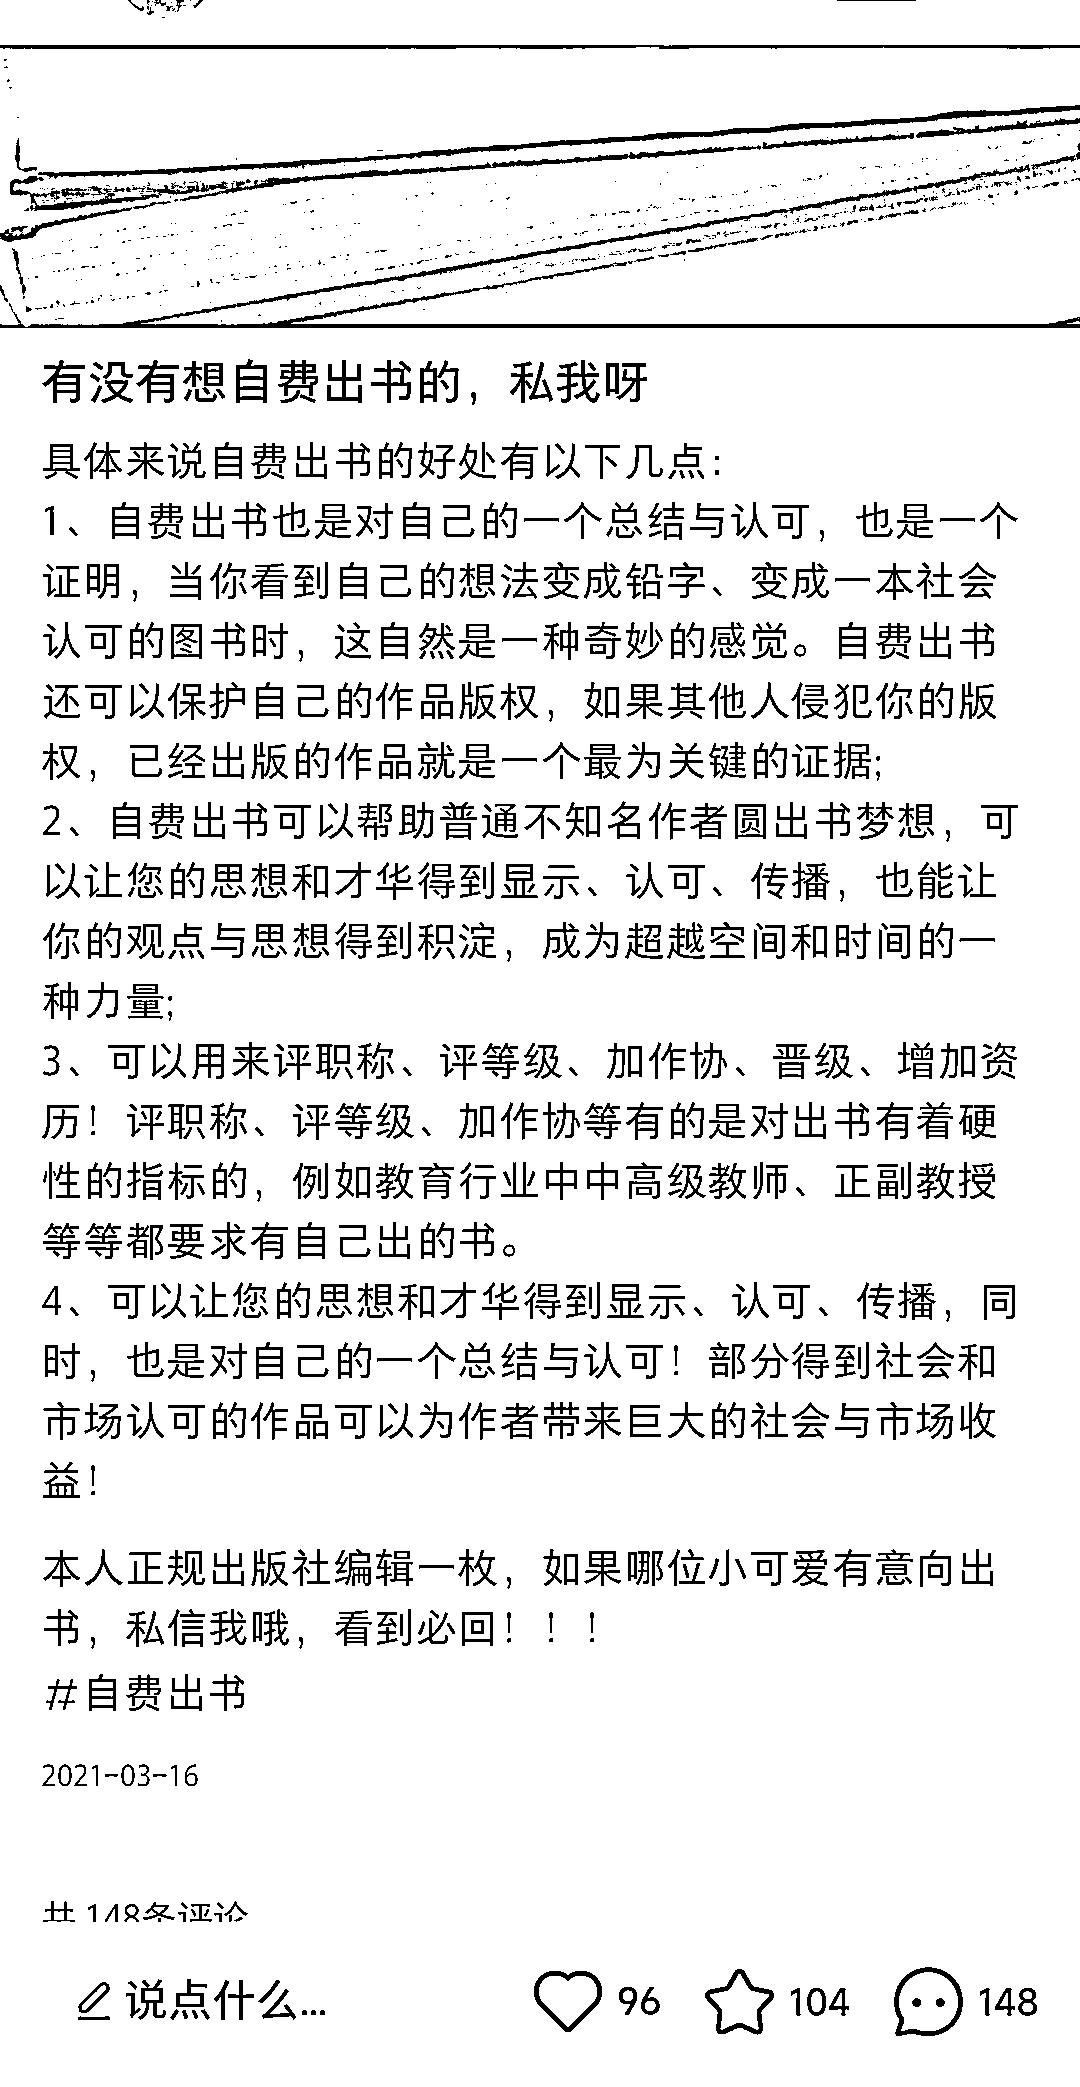 有没有想自费出书的，私我呀
具体来说自费出书的好处有以下几点：
1、自费出书也是对自己的一个总结与认可，也是一个
证明，当你看到自己的想法变成铅字、变成一本社会
认可的图书时，这自然是一种奇妙的感觉。自费出书
还可以保护自己的作品版权，如果其他人侵犯你的版
权，已经出版的作品就是一个最为关键的证据;
2、自费出书可以帮助普通不知名作者圆出书梦想，可
以让您的思想和才华得到显示、认可、传播，也能让
你的观点与思想得到积淀，成为超越空间和时间的一
种力量;
3、可以用来评职称、评等级、加作协、晋级、增加资
历！评职称、评等级、加作协等有的是对出书有着硬
性的指标的，例如教育行业中中高级教师、正副教授
等等都要求有自己出的书。
4、可以让您的思想和才华得到显示、认可、传播，同
时，也是对自己的一个总结与认可！部分得到社会和
市场认可的作品可以为作者带来巨大的社会与市场收
益！
本人正规出版社编辑一枚，如果哪位小可爱有意向出
书，私信我哦，看到必回！！！
#自费出书
2021-03-16
共 148条评论
说点什么...
96
104
148